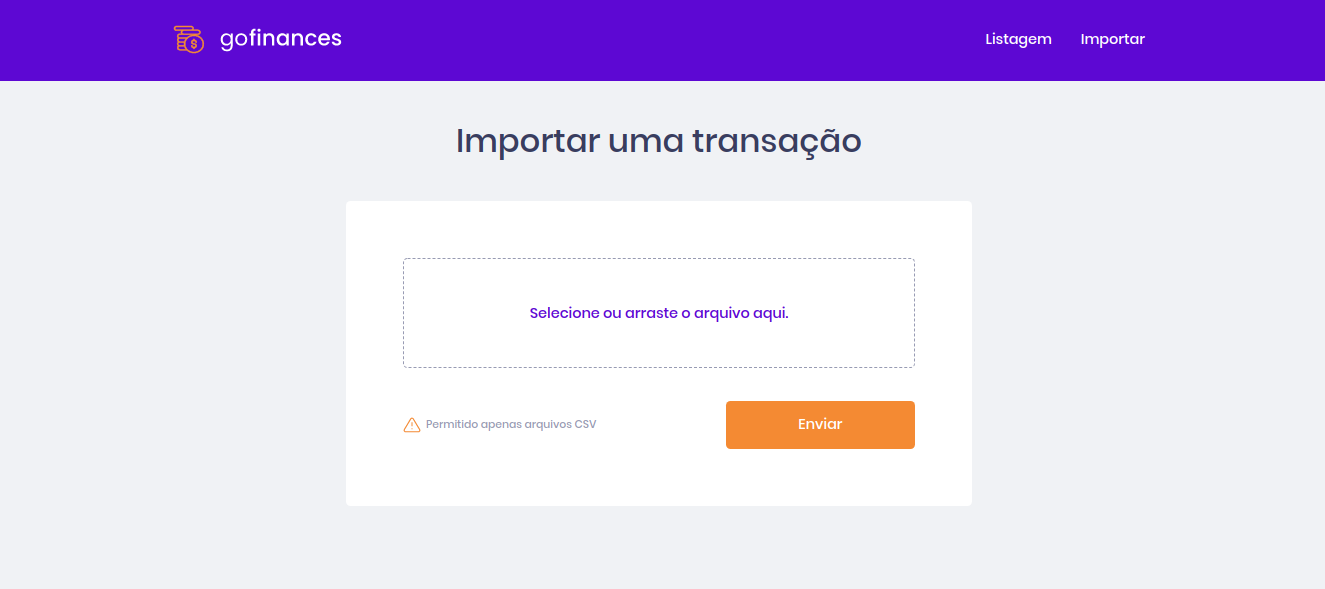 gofinances
Listagem
Importar
Importar uma transação
Selecione ou arraste o arquivo aqui.
Permitido apenas arquivos CSV
Enviar